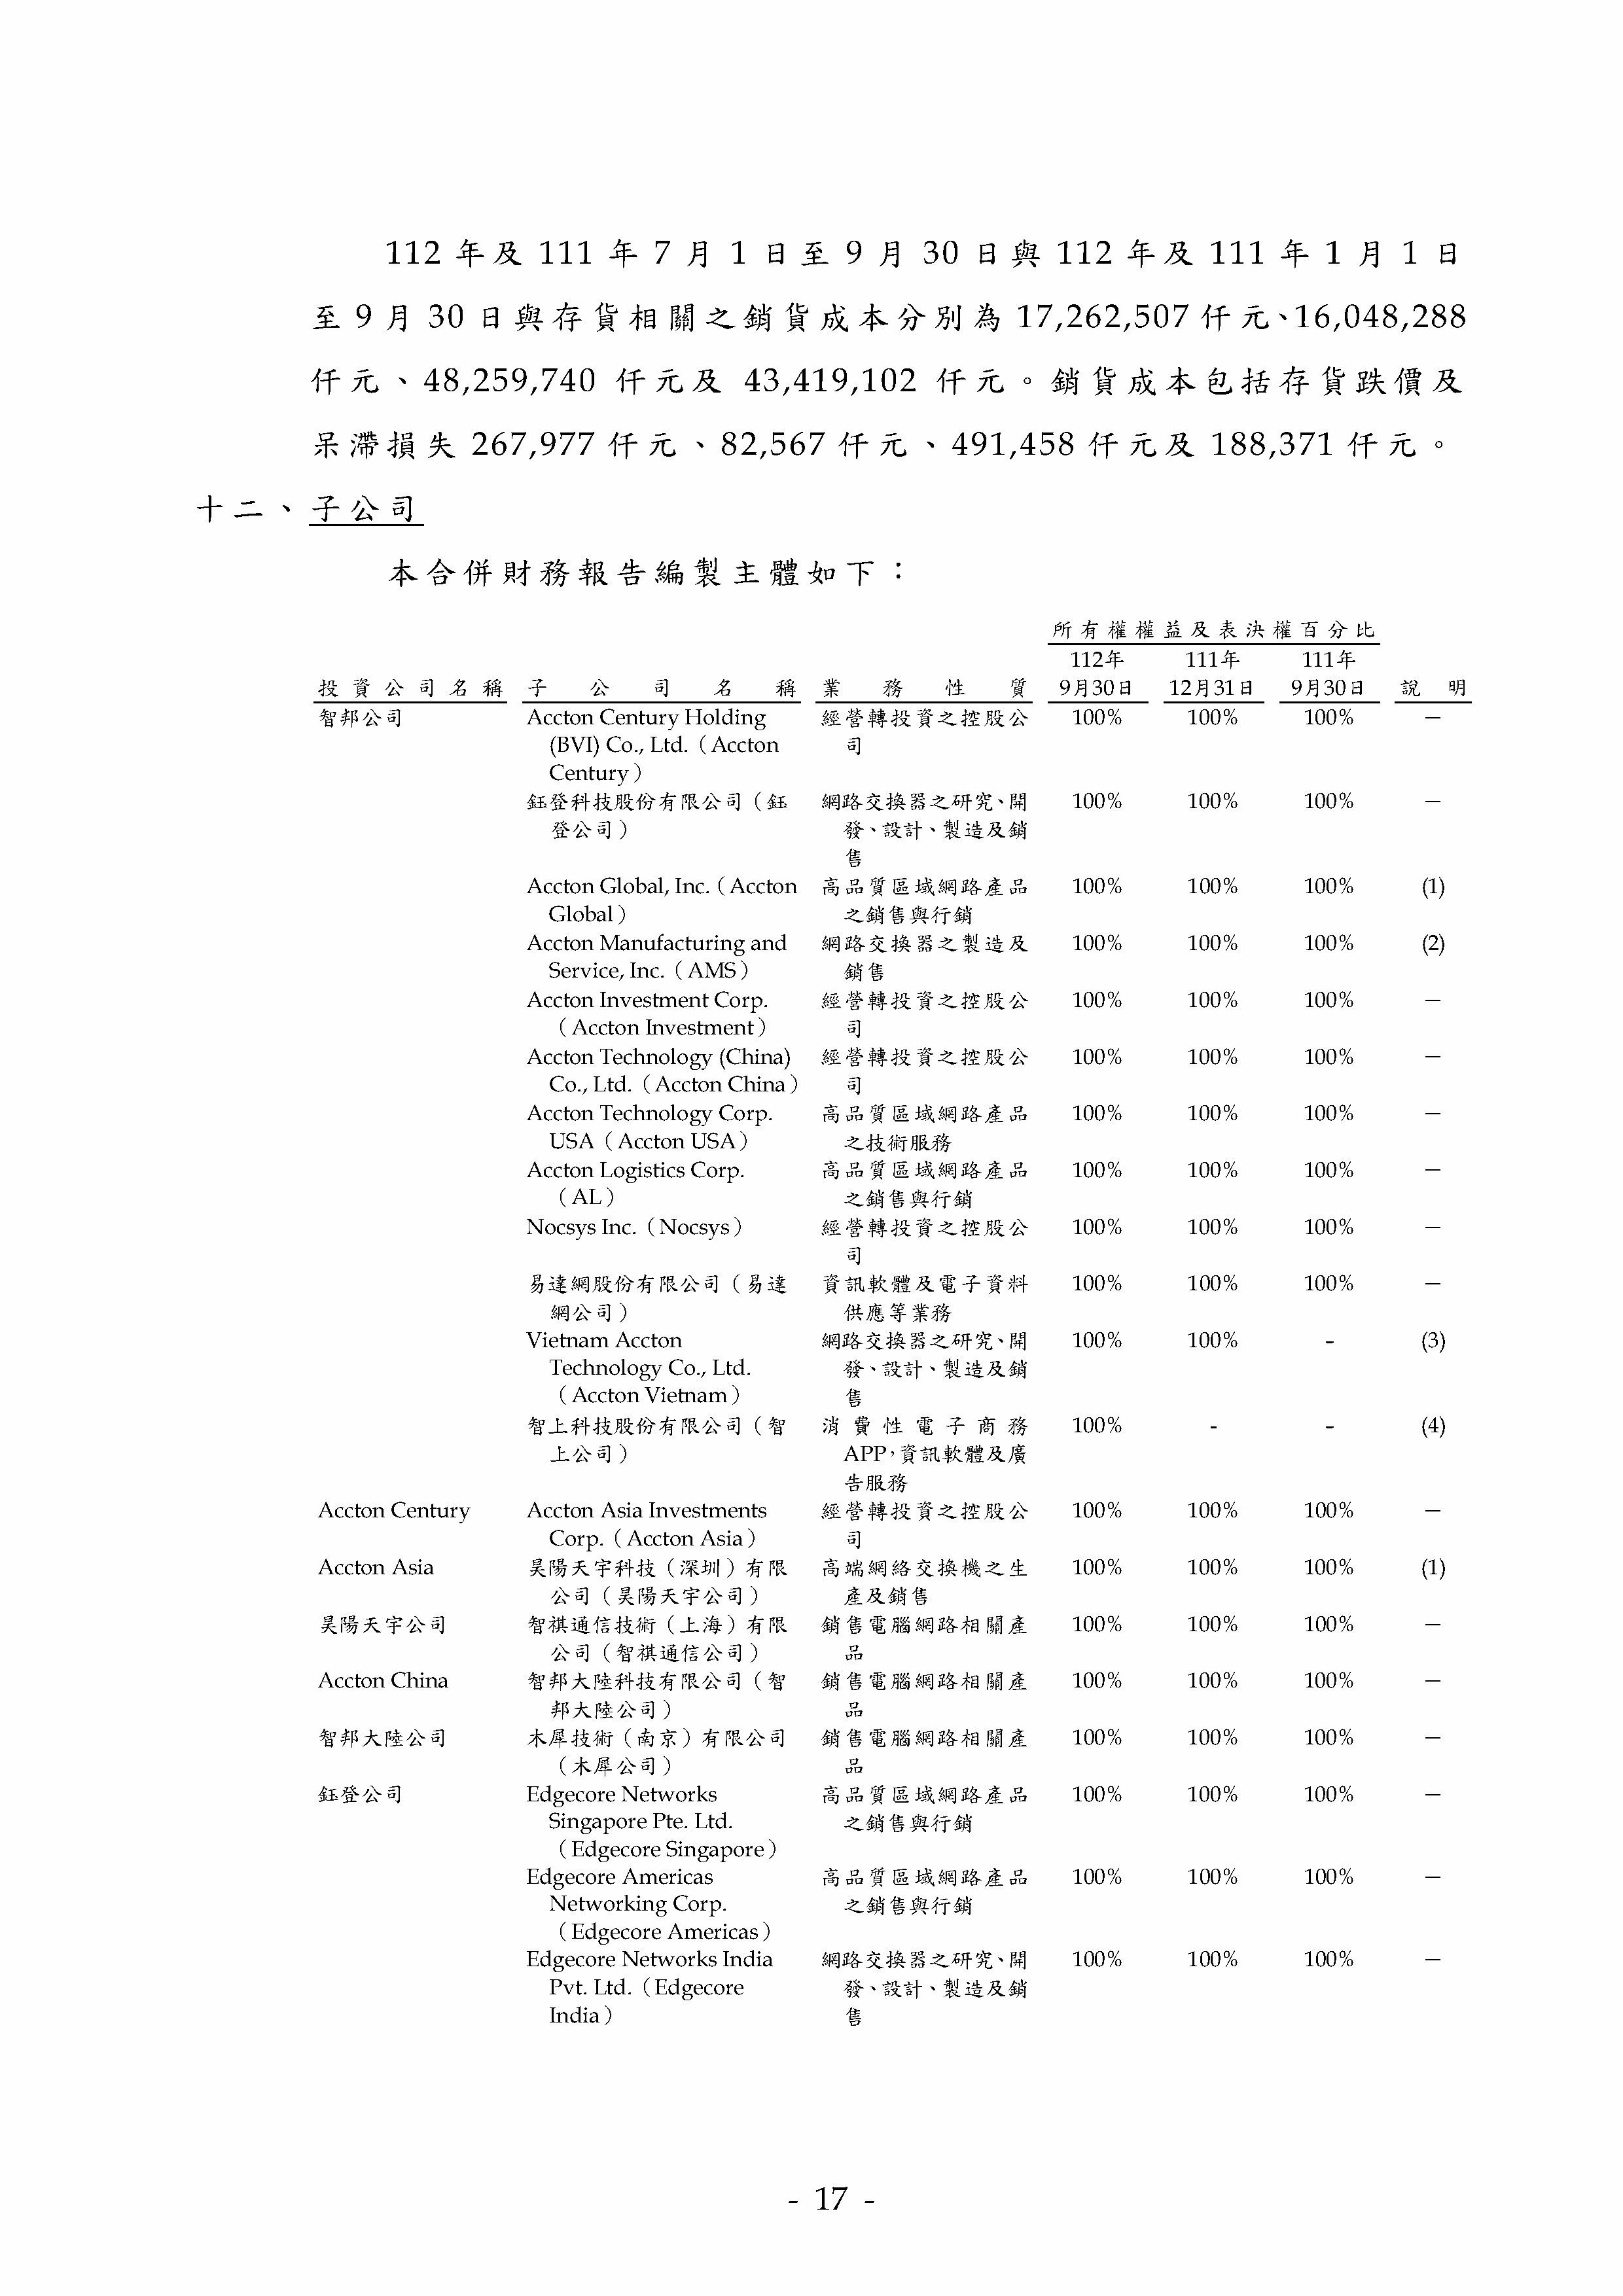 112 年及 111 年 7 月 1 日至 9 月 30 日與 112 年及 111 年 1 月 1 日
至 9 月 30 日與存貨相關之銷貨成本分別為 17,262,507 仟元、16,048,288
仟元、48,259,740 仟元及 43,419,102 仟元。銷貨成本包括存貨跌價及
呆滯損失 267,977 仟元、82,567 仟元、491,458 仟元及 188,371 仟元。
十二、子公司
本合併財務報告編製主體如下：
所有權權益及表決權百分比
112年 111年 111年
投資公司名稱 子公司名稱 業務性質 9月30日 12月31日 9月30日 說明
智邦公司 Accton Century Holding 經營轉投資之控股公 100% 100% 100% －
(BVI) Co., Ltd.（Accton 司
Century）
鈺登科技股份有限公司（鈺 網路交換器之研究、開 100% 100% 100% －
登公司） 發、設計、製造及銷
售
Accton Global, Inc.（Accton 高品質區域網路產品 100% 100% 100% (1)
Global） 之銷售與行銷
Accton Manufacturing and 網路交換器之製造及 100% 100% 100% (2)
Service, Inc.（AMS） 銷售
Accton Investment Corp. 經營轉投資之控股公 100% 100% 100% －
（Accton Investment） 司
Accton Technology (China) 經營轉投資之控股公 100% 100% 100% －
Co., Ltd.（Accton China） 司
Accton Technology Corp. 高品質區域網路產品 100% 100% 100% －
USA（Accton USA） 之技術服務
Accton Logistics Corp. 高品質區域網路產品 100% 100% 100% －
（AL） 之銷售與行銷
Nocsys Inc.（Nocsys） 經營轉投資之控股公 100% 100% 100% －
司
易達網股份有限公司（易達 資訊軟體及電子資料 100% 100% 100% －
網公司） 供應等業務
Vietnam Accton 網路交換器之研究、開 100% 100% - (3)
Technology Co., Ltd. 發、設計、製造及銷
（Accton Vietnam） 售
智上科技股份有限公司（智 消費性電子商務 100% - - (4)
上公司） APP，資訊軟體及廣
告服務
Accton Century Accton Asia Investments 經營轉投資之控股公 100% 100% 100% －
Corp.（Accton Asia） 司
Accton Asia 昊陽天宇科技（深圳）有限 高端網絡交換機之生 100% 100% 100% (1)
公司（昊陽天宇公司） 產及銷售
昊陽天宇公司 智祺通信技術（上海）有限 銷售電腦網路相關產 100% 100% 100% －
公司（智祺通信公司） 品
Accton China 智邦大陸科技有限公司（智 銷售電腦網路相關產 100% 100% 100% －
邦大陸公司） 品
智邦大陸公司 木犀技術（南京）有限公司 銷售電腦網路相關產 100% 100% 100% －
（木犀公司） 品
鈺登公司 Edgecore Networks 高品質區域網路產品 100% 100% 100% －
Singapore Pte. Ltd. 之銷售與行銷
（Edgecore Singapore）
Edgecore Americas 高品質區域網路產品 100% 100% 100% －
Networking Corp. 之銷售與行銷
（Edgecore Americas）
Edgecore Networks India 網路交換器之研究、開 100% 100% 100% －
Pvt. Ltd.（Edgecore 發、設計、製造及銷
India） 售
- 17 -